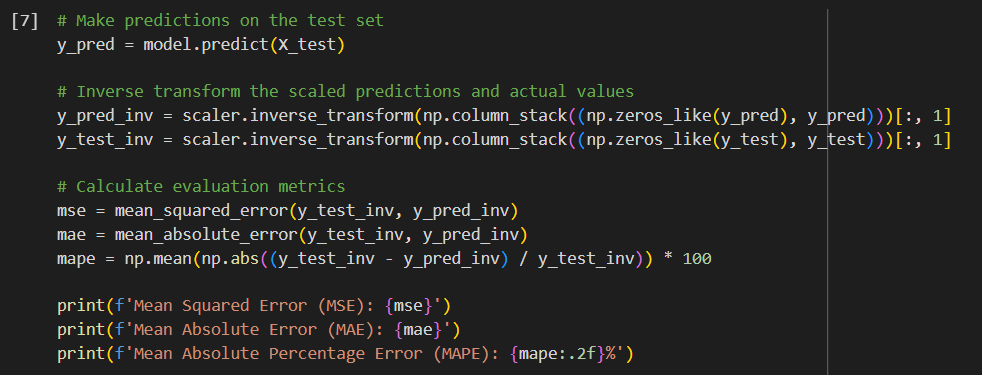 [7] # Make predictions on the test set
y_pred = model.predict(X_test)
# Inverse transform the scaled predictions and actual values
y_pred_inv = scaler.inverse_transform(np.column_stack((np.zeros_like(y_pred), y_pred)))[:, 1]
y_test_inv = scaler.inverse_transform(np.column_stack((np.zeros_like(y_test), y_test)))[:, 1]
# Calculate evaluation metrics
mse = mean_squared_error(y_test_inv, y_pred_inv)
mae = mean_absolute_error(y_test_inv, y_pred_inv)
mape = np.mean(np.abs((y_test_inv - y_pred_inv) / y_test_inv)) * 100
print(f'Mean Squared Error (MSE): {mse}')
print(f'Mean Absolute Error (MAE): {mae}')
print(f'Mean Absolute Percentage Error (MAPE): {mape:.2f}%')